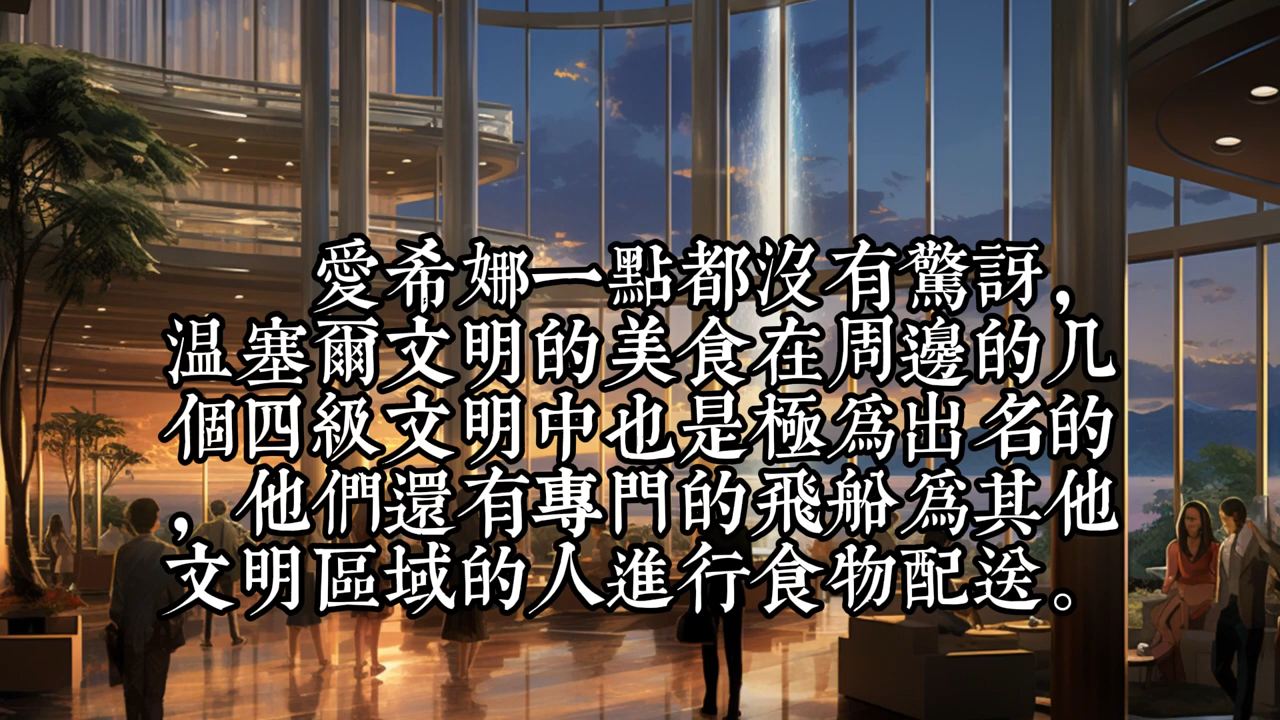 愛希娜一點都沒有驚訝，
温塞爾文明的美食在周邊的几
個四級文明中也是極爲出名的
，他們還有專門的飛船爲其他
文明區域的人進行食物配送。